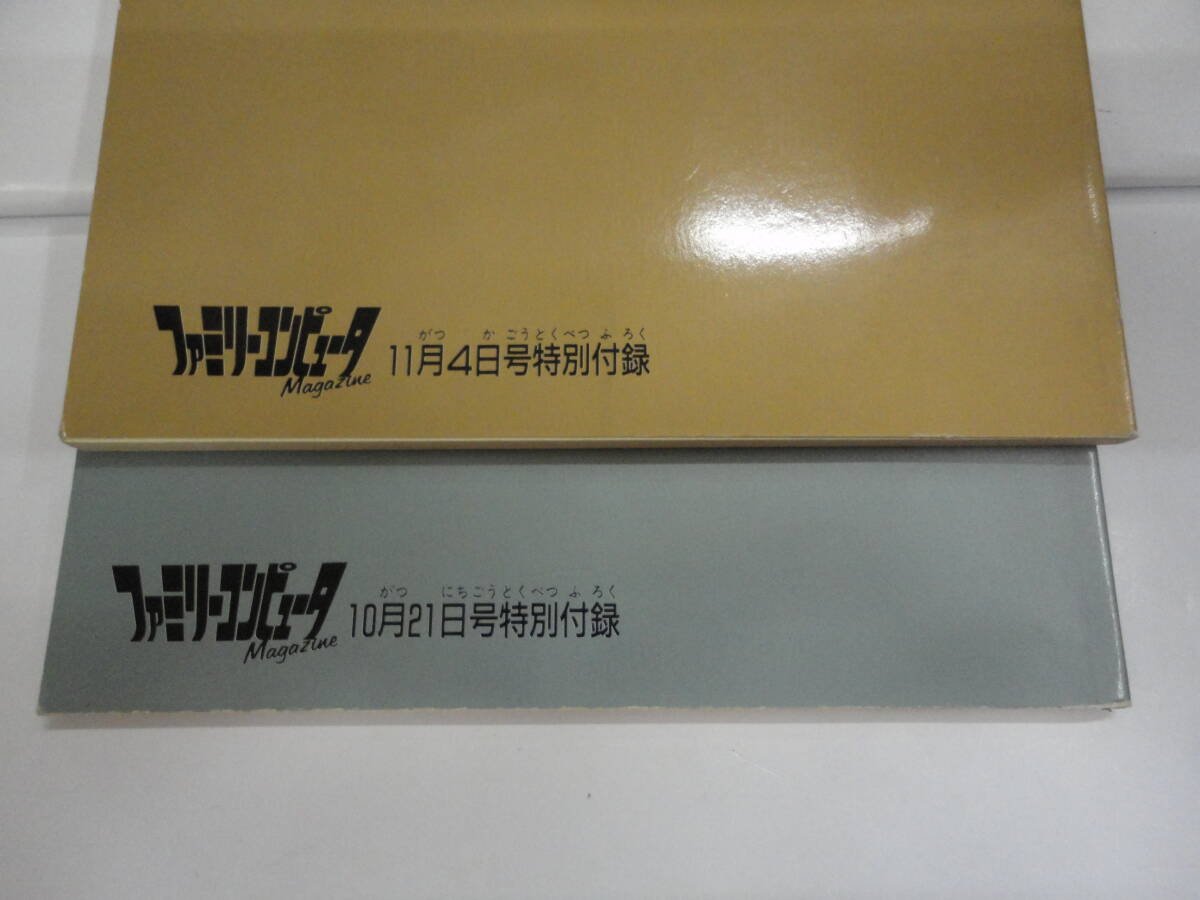 がつ か ごうとくべつ ふ ろく
ファミリーコンピュータ Magazine 11月4日号特別付録
がつ にちごうとくべつ ふ ろく
ファミリーコンピュータ Magazine 10月21日号特別付録